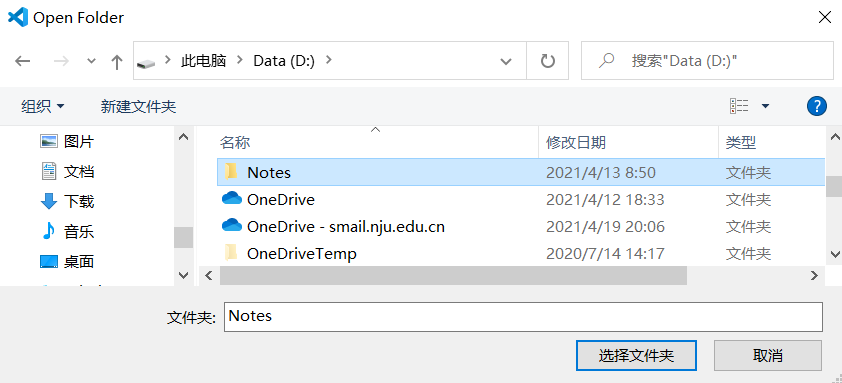 Open Folder
此电脑 Data (D:)
搜索"Data (D:)"
组织 新建文件夹
图片
文档
下载
音乐
桌面
名称 修改日期 类型
Notes 2021/4/13 8:50 文件夹
OneDrive 2021/4/12 18:33 文件夹
OneDrive - smail.nju.edu.cn 2021/4/19 20:06 文件夹
OneDriveTemp 2020/7/14 14:17 文件夹
文件夹: Notes
选择文件夹 取消